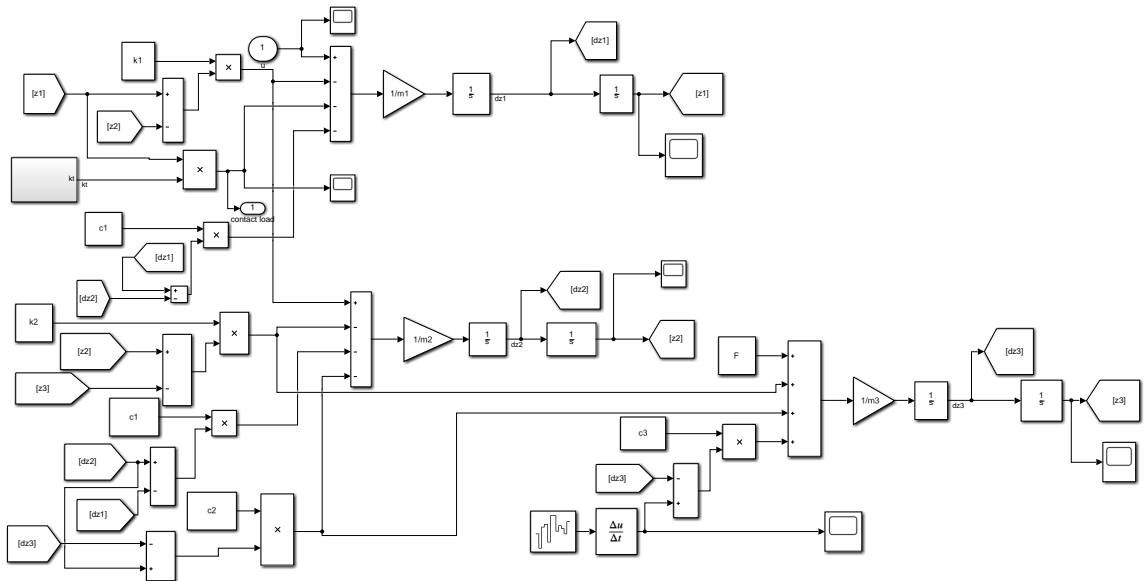 1
u
k1
[z1]
[z2]
1/m1
1
s
dz1
[dz1]
1
s
[z1]
kt
kt
1
contact load
c1
[dz1]
[dz2]
k2
[z2]
[z3]
1/m2
1
s
dz2
[dz2]
1
s
[z2]
c1
[dz2]
[dz1]
c2
[dz3]
F
c3
[dz3]
Δu
Δt
1/m3
1
s
dz3
[dz3]
1
s
[z3]